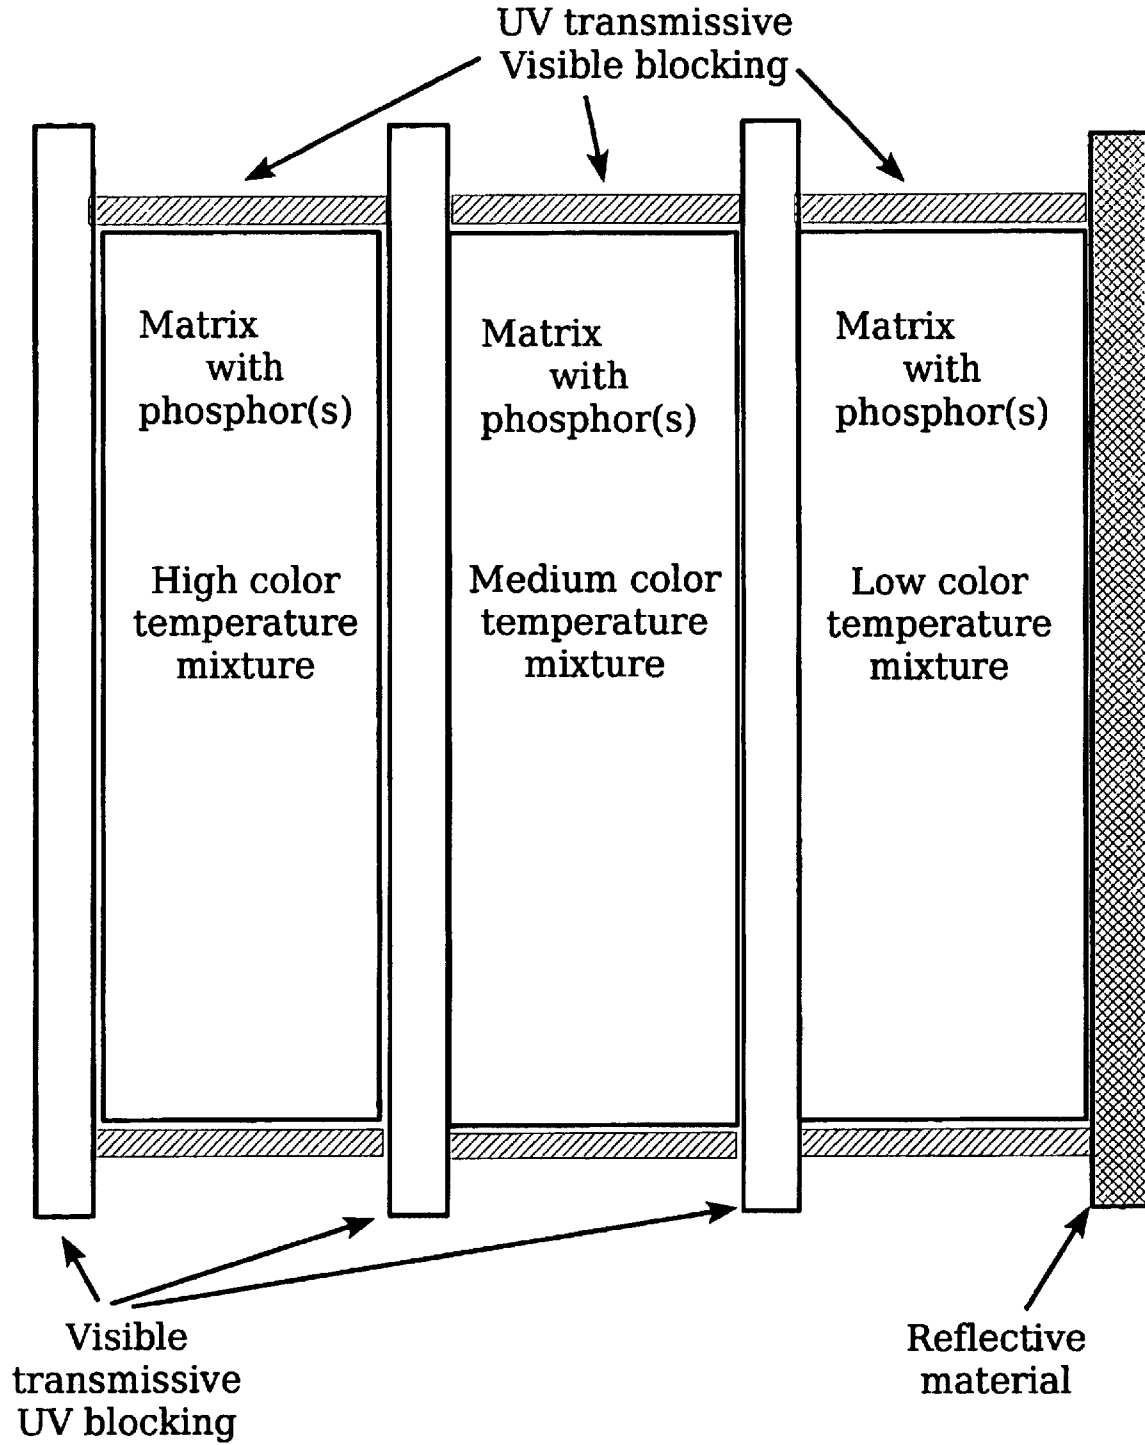 UV transmissive
Visible blocking
Matrix
with
phosphor(s)
High color
temperature
mixture
Matrix
with
phosphor(s)
Medium color
temperature
mixture
Matrix
with
phosphor(s)
Low color
temperature
mixture
Visible
transmissive
UV blocking
Reflective
material